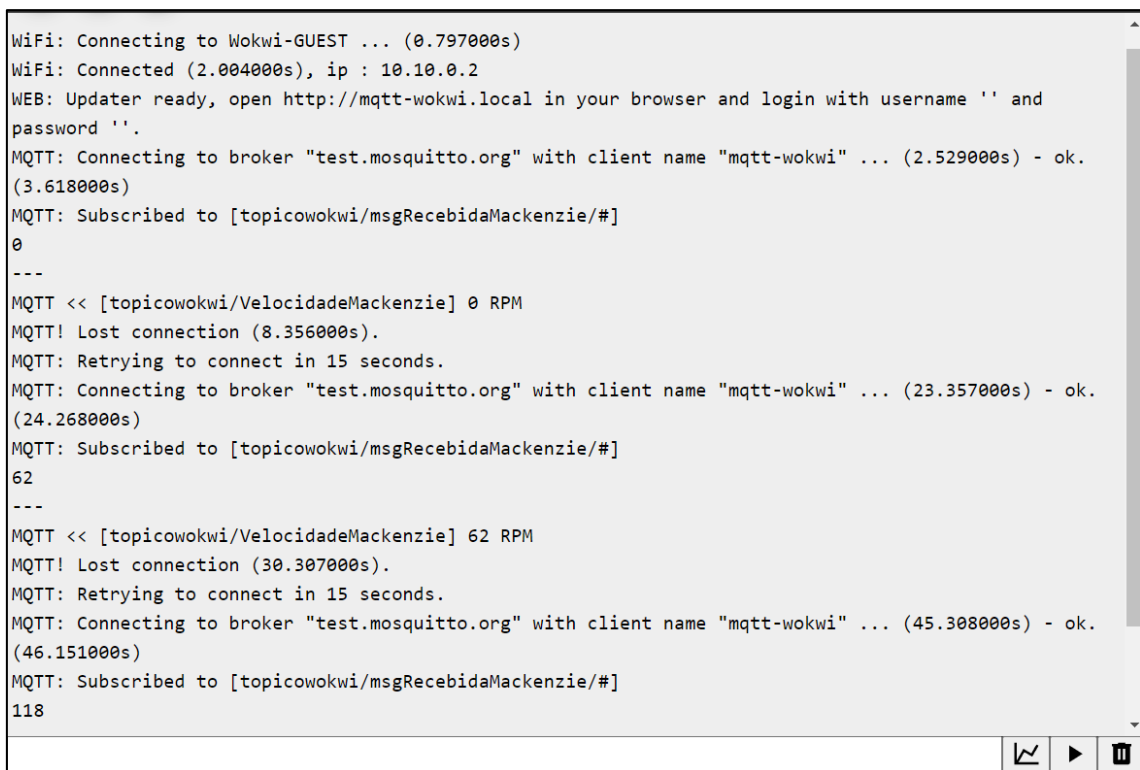 WiFi: Connecting to Wokwi-GUEST ... (0.797000s)
WiFi: Connected (2.004000s), ip : 10.10.0.2
WEB: Updater ready, open http://mqtt-wokwi.local in your browser and login with username '' and
password ''.
MQTT: Connecting to broker "test.mosquitto.org" with client name "mqtt-wokwi" ... (2.529000s) - ok.
(3.618000s)
MQTT: Subscribed to [topicowokwi/msgRecebidaMackenzie/#]
0
---
MQTT << [topicowokwi/VelocidadeMackenzie] 0 RPM
MQTT! Lost connection (8.356000s).
MQTT: Retrying to connect in 15 seconds.
MQTT: Connecting to broker "test.mosquitto.org" with client name "mqtt-wokwi" ... (23.357000s) - ok.
(24.268000s)
MQTT: Subscribed to [topicowokwi/msgRecebidaMackenzie/#]
62
---
MQTT << [topicowokwi/VelocidadeMackenzie] 62 RPM
MQTT! Lost connection (30.307000s).
MQTT: Retrying to connect in 15 seconds.
MQTT: Connecting to broker "test.mosquitto.org" with client name "mqtt-wokwi" ... (45.308000s) - ok.
(46.151000s)
MQTT: Subscribed to [topicowokwi/msgRecebidaMackenzie/#]
118